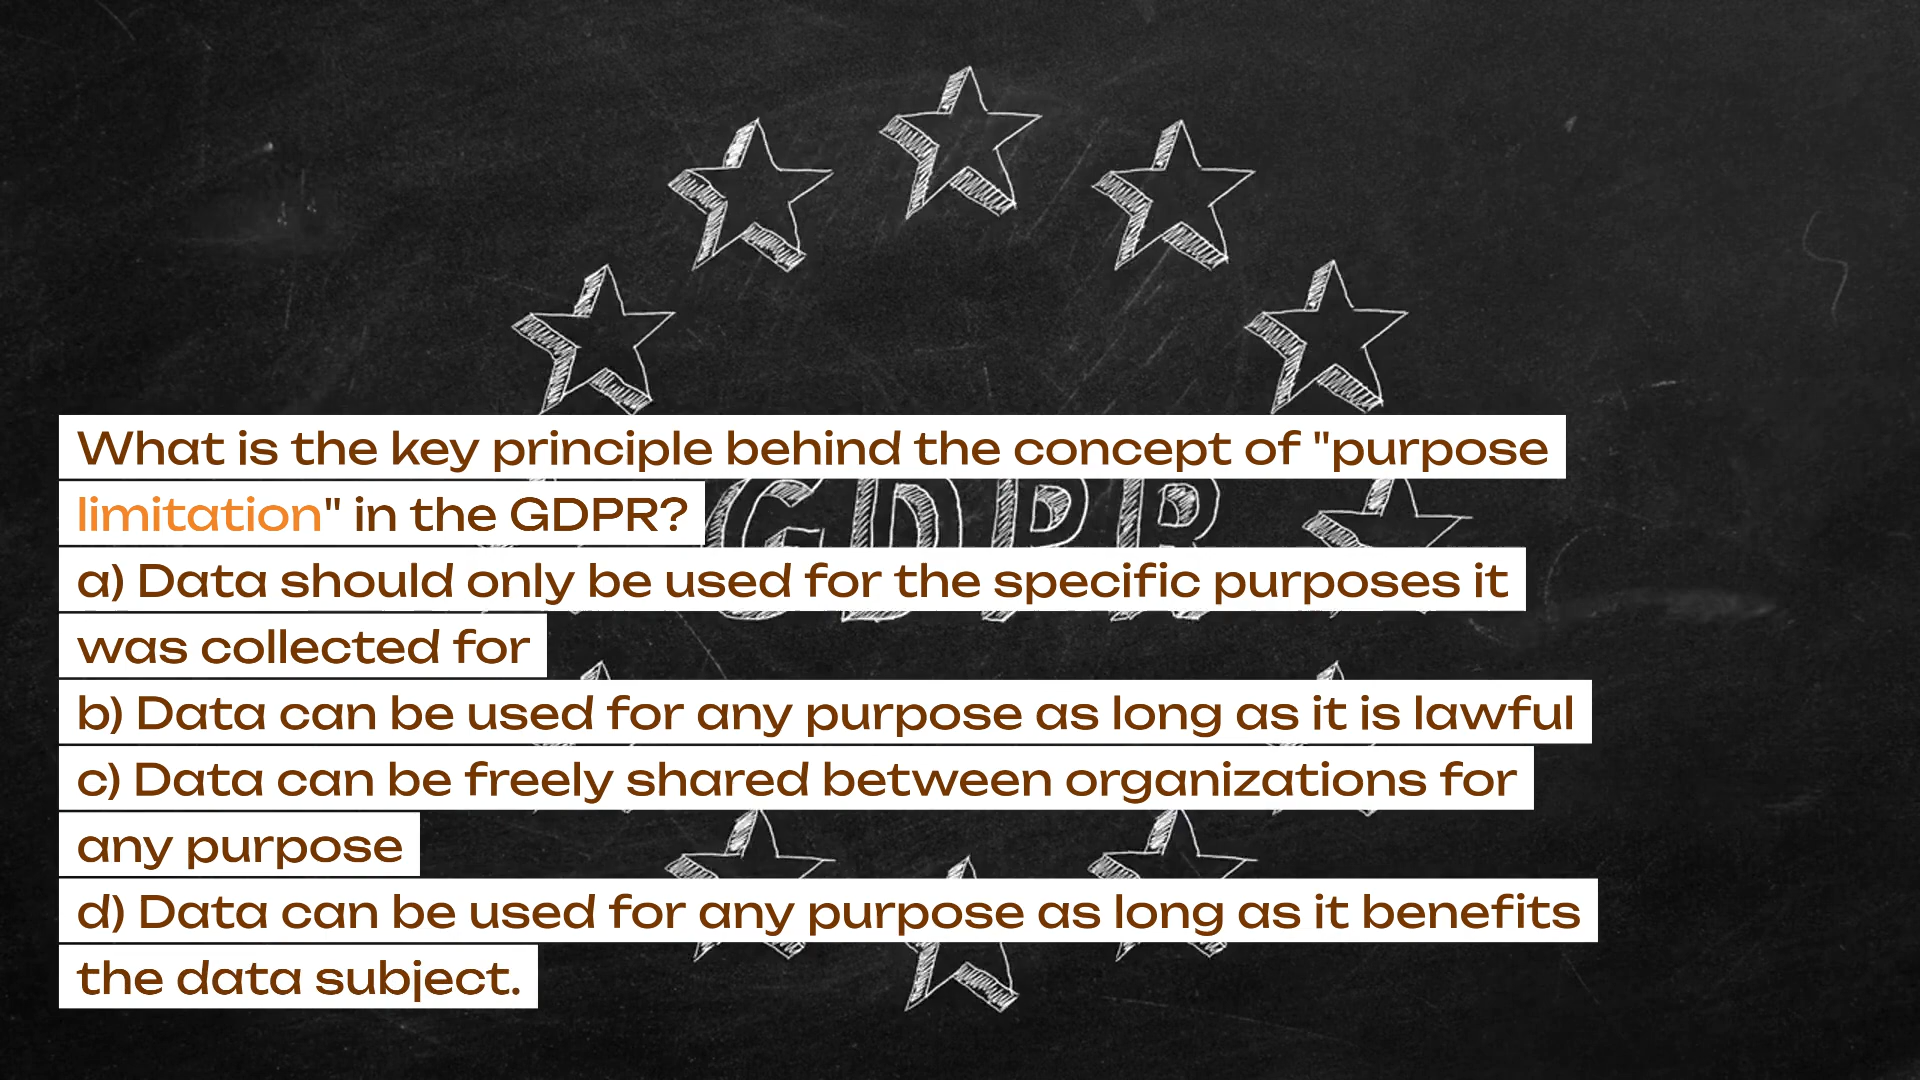 What is the key principle behind the concept of "purpose
limitation" in the GDPR?
GDPR
a) Data should only be used for the specific purposes it
was collected for
b) Data can be used for any purpose as long as it is lawful
c) Data can be freely shared between organizations for
any purpose
d) Data can be used for any purpose as long as it benefits
the data subject.